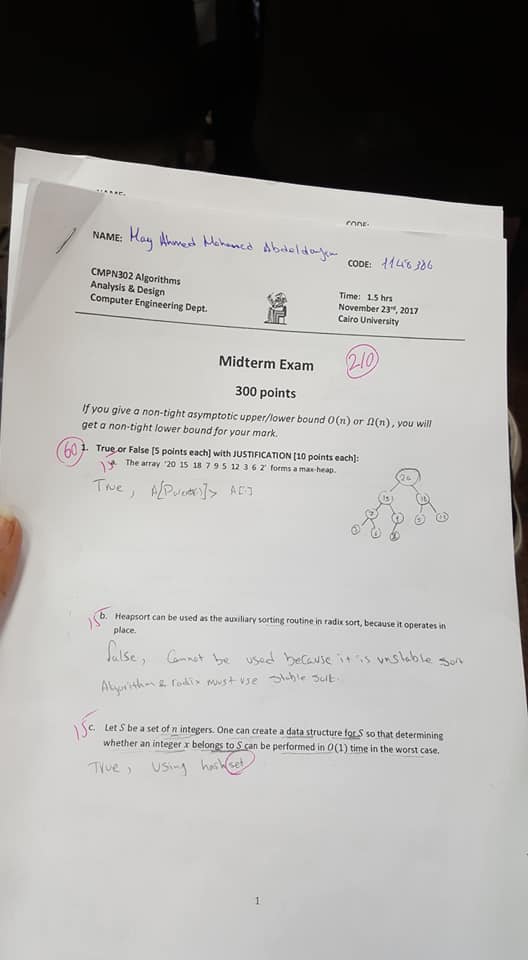 NAME: May Ahmed Mohamed Abdeldayem
CODE: 1148386
CMPN302 Algorithms
Analysis & Design
Computer Engineering Dept.
Time: 1.5 hrs
November 23rd, 2017
Cairo University
Midterm Exam
210
300 points
If you give a non-tight asymptotic upper/lower bound O(n) or Ω(n), you will
get a non-tight lower bound for your mark.
60
1. True or False [5 points each] with JUSTIFICATION [10 points each]:
15
a. The array '20 15 18 7 9 5 12 3 6 2' forms a max-heap.
True, A[Parent(i)] > A[i]
20
15 18
7 9 5 12
3 6 2
15
b. Heapsort can be used as the auxiliary sorting routine in radix sort, because it operates in
place.
false, Cannot be used because it is unstable sort
Algorithm & radix must use stable sort.
15
c. Let S be a set of n integers. One can create a data structure for S so that determining
whether an integer x belongs to S can be performed in O(1) time in the worst case.
True, using hash set
1